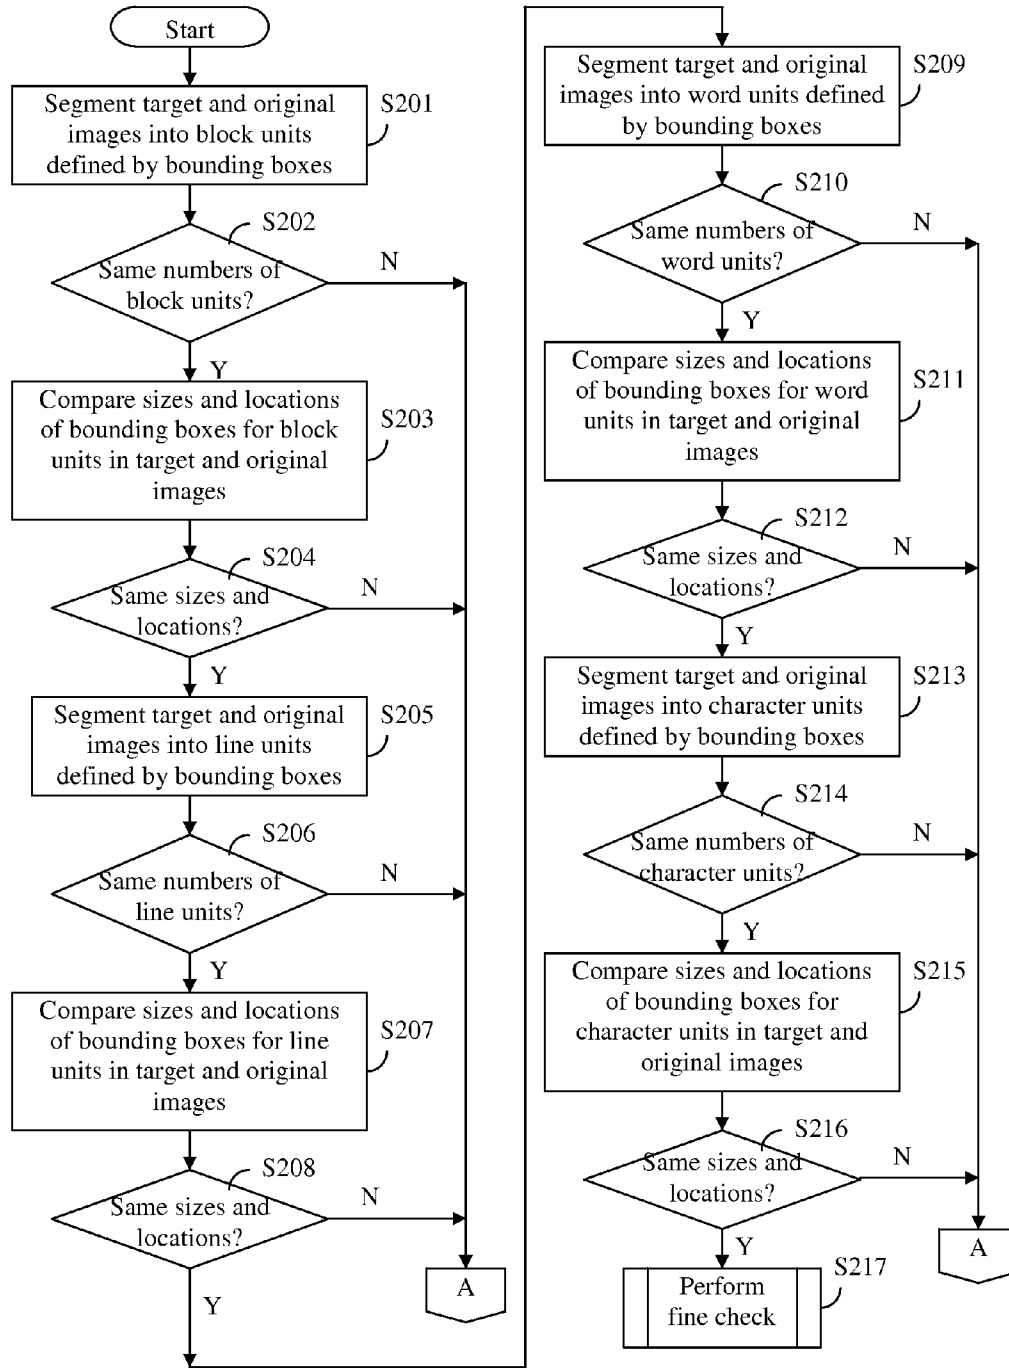 Start
Segment target and original
images into block units
defined by bounding boxes
S201
S202
Same numbers of
block units?
N
Y
Compare sizes and locations
of bounding boxes for block
units in target and original
images
S203
S204
Same sizes and
locations?
N
Y
Segment target and original
images into line units
defined by bounding boxes
S205
S206
Same numbers of
line units?
N
Y
Compare sizes and locations
of bounding boxes for line
units in target and original
images
S207
S208
Same sizes and
locations?
N
Y
A
Segment target and original
images into word units defined
by bounding boxes
S209
S210
Same numbers of
word units?
N
Y
Compare sizes and locations
of bounding boxes for word
units in target and original
images
S211
S212
Same sizes and
locations?
N
Y
Segment target and original
images into character units
defined by bounding boxes
S213
S214
Same numbers of
character units?
N
Y
Compare sizes and locations
of bounding boxes for
character units in target and
original images
S215
S216
Same sizes and
locations?
N
Y
A
Perform
fine check
S217